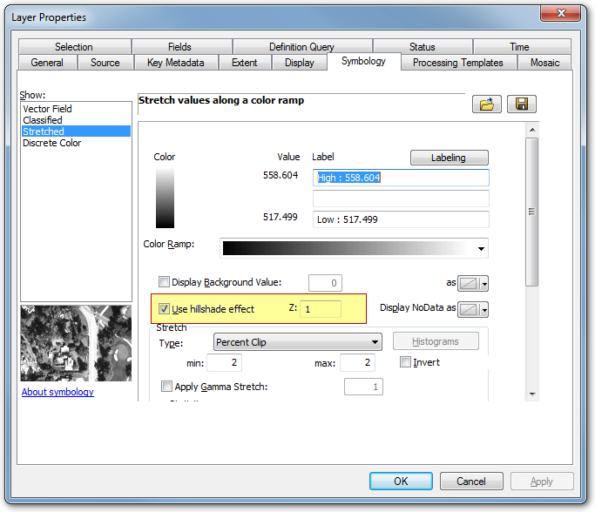 Layer Properties
Selection Fields Definition Query Status Time
General Source Key Metadata Extent Display Symbology Processing Templates Mosaic
Show:
Vector Field
Classified
Stretched
Discrete Color
Stretch values along a color ramp
Color Value Label Labeling
558.604 High : 558.604
517.499 Low : 517.499
Color Ramp:
Display Background Value: 0 as
Use hillshade effect Z: 1 Display NoData as
Stretch
Type: Percent Clip Histograms
min: 2 max: 2 Invert
Apply Gamma Stretch: 1
About symbology
OK Cancel Apply